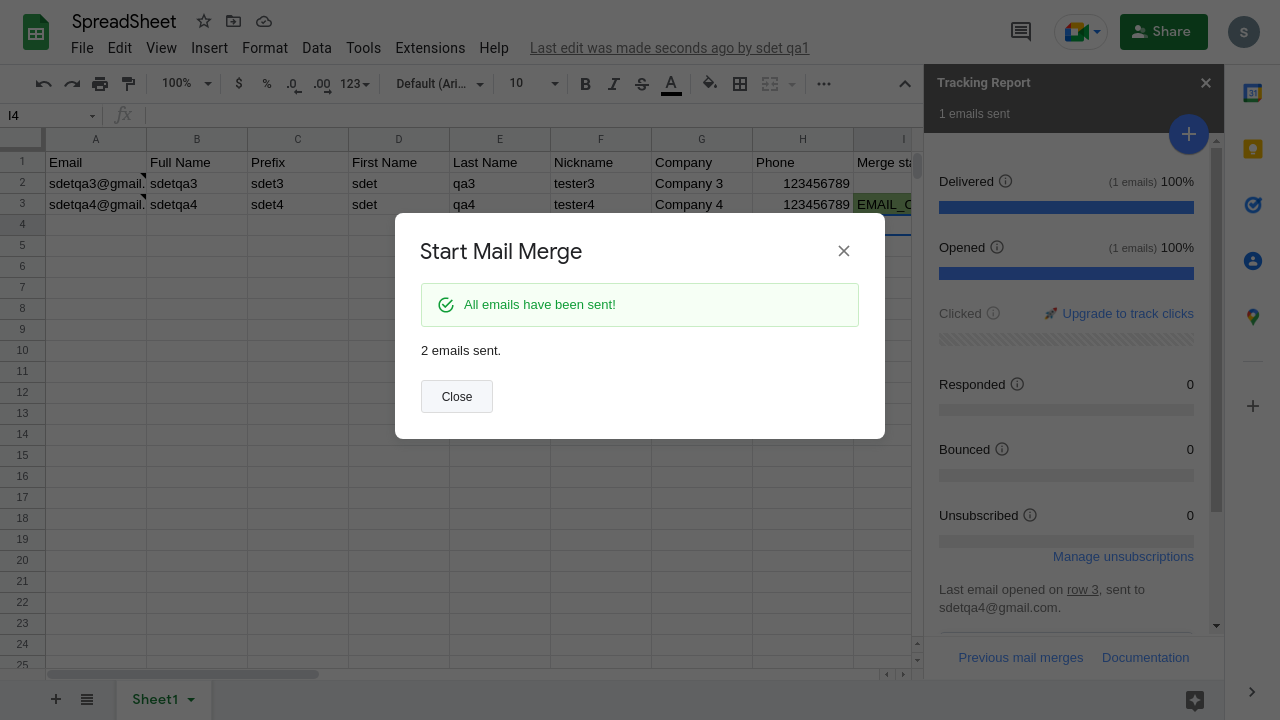 SpreadSheet
File Edit View Insert Format Data Tools Extensions Help Last edit was made seconds ago by sdet qa1
Share
S
100% $ % .0 .00 123 Default (Ari... 10 B I S A
I4
fx
A B C D E F G H I
1 Email Full Name Prefix First Name Last Name Nickname Company Phone Merge sta
2 sdetqa3@gmail. sdetqa3 sdet3 sdet qa3 tester3 Company 3 123456789
3 sdetqa4@gmail. sdetqa4 sdet4 sdet qa4 tester4 Company 4 123456789 EMAIL_O
4
5
6
7
8
9
10
11
12
13
14
15
16
17
18
19
20
21
22
23
24
25
Start Mail Merge
All emails have been sent!
2 emails sent.
Close
Tracking Report
1 emails sent
Delivered (1 emails) 100%
Opened (1 emails) 100%
Clicked 🚀 Upgrade to track clicks
Responded 0
Bounced 0
Unsubscribed 0
Manage unsubscriptions
Last email opened on row 3, sent to
sdetqa4@gmail.com.
Previous mail merges Documentation
31
Sheet1